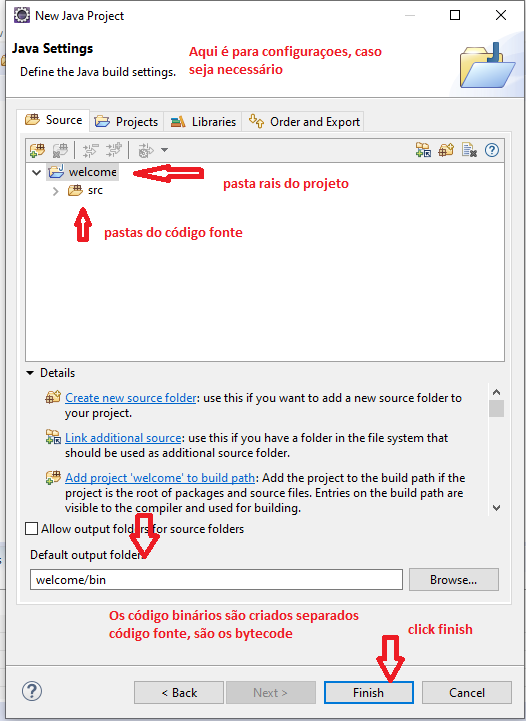 New Java Project
Java Settings
Define the Java build settings.
Aqui é para configuraçoes, caso
seja necessário
Source
Projects
Libraries
Order and Export
welcome
pasta rais do projeto
src
pastas do código fonte
Details
Create new source folder: use this if you want to add a new source folder to
your project.
Link additional source: use this if you have a folder in the file system that
should be used as additional source folder.
Add project 'welcome' to build path: Add the project to the build path if the
project is the root of packages and source files. Entries on the build path are
visible to the compiler and used for building.
Allow output folders for source folders
Default output folder:
welcome/bin
Browse...
Os código binários são criados separados
código fonte, são os bytecode
click finish
?
< Back
Next >
Finish
Cancel